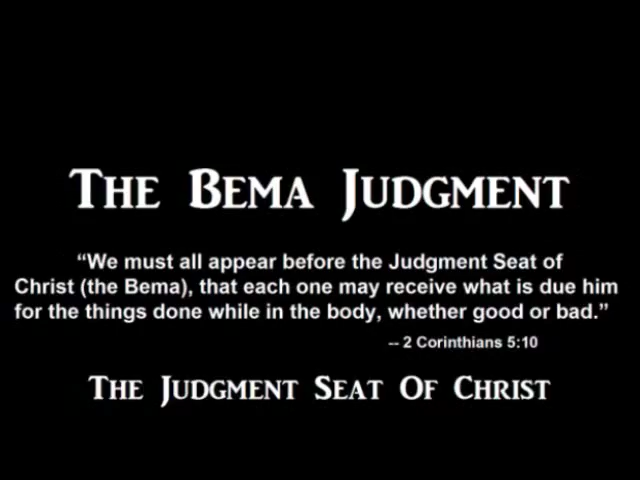 THE BEMA JUDGMENT
“We must all appear before the Judgment Seat of
Christ (the Bema), that each one may receive what is due him
for the things done while in the body, whether good or bad.”
-- 2 Corinthians 5:10
THE JUDGMENT SEAT OF CHRIST